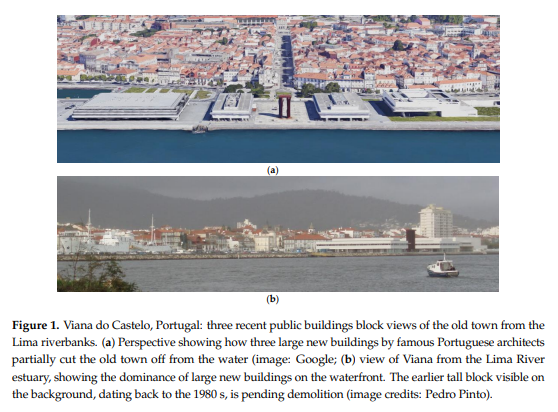 (a)
(b)
Figure 1. Viana do Castelo, Portugal: three recent public buildings block views of the old town from the
Lima riverbanks. (a) Perspective showing how three large new buildings by famous Portuguese architects
partially cut the old town off from the water (image: Google; (b) view of Viana from the Lima River
estuary, showing the dominance of large new buildings on the waterfront. The earlier tall block visible on
the background, dating back to the 1980 s, is pending demolition (image credits: Pedro Pinto).